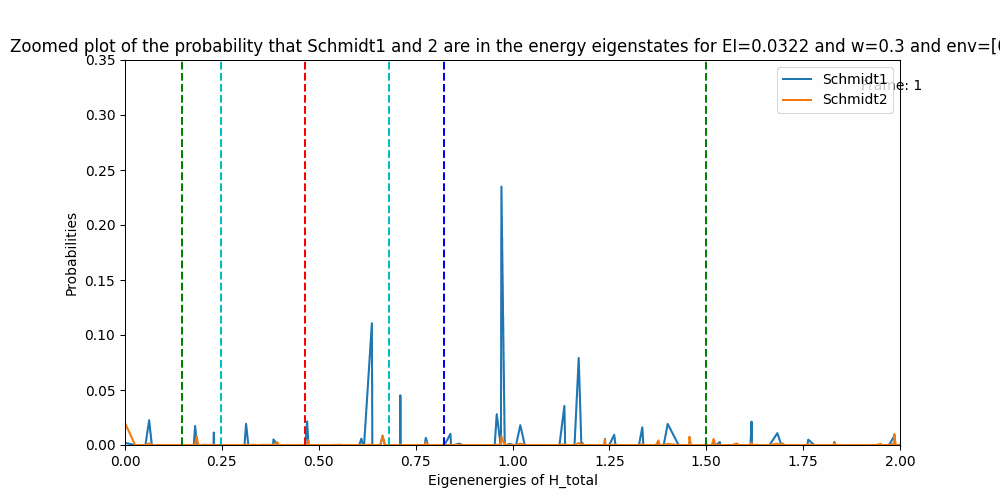 Zoomed plot of the probability that Schmidt1 and 2 are in the energy eigenstates for EI=0.0322 and w=0.3 and env=[
0.35
Schmidt1
Frame: 1
Schmidt2
0.30
0.25
0.20
0.15
0.10
0.05
0.00
Probabilities
0.00 0.25 0.50 0.75 1.00 1.25 1.50 1.75 2.00
Eigenenergies of H_total